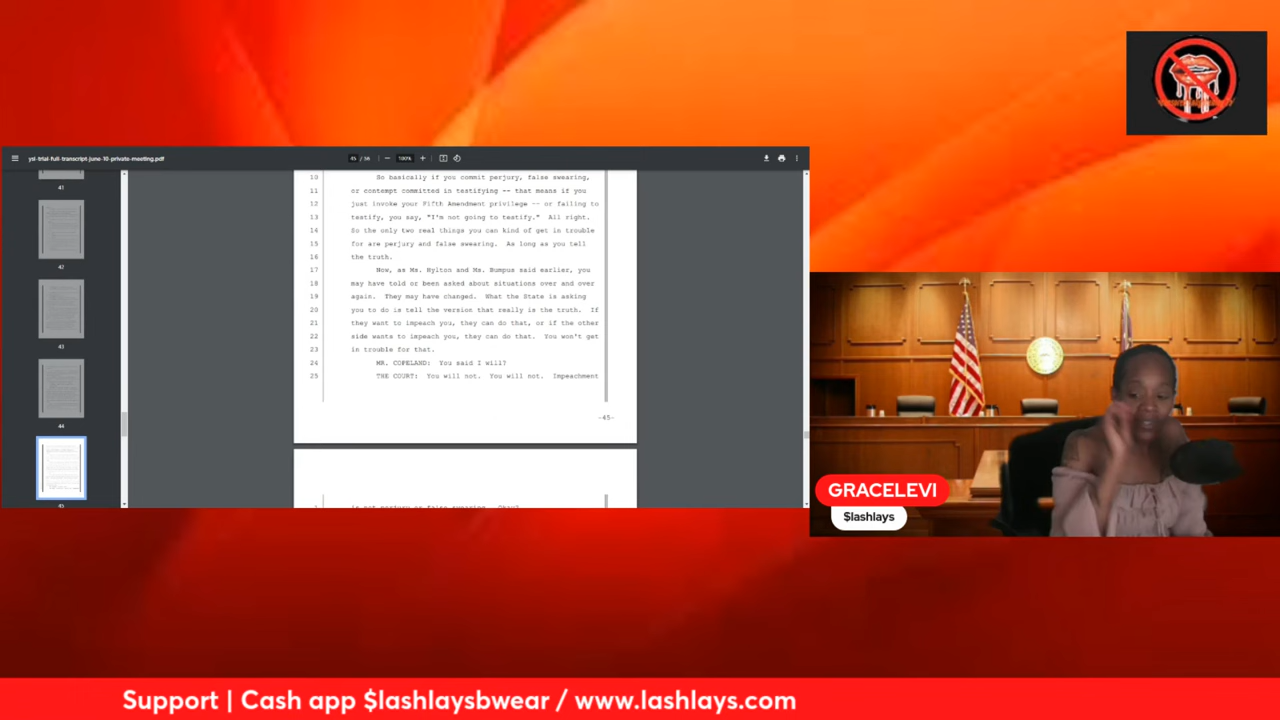 ysl-trial-full-transcript-june-10-private-meeting.pdf
45 / 56
100%
41
42
43
44
45
10 So basically if you commit perjury, false swearing,
11 or contempt committed in testifying -- that means if you
12 just invoke your Fifth Amendment privilege -- or failing to
13 testify, you say, "I'm not going to testify." All right.
14 So the only two real things you can kind of get in trouble
15 for are perjury and false swearing. As long as you tell
16 the truth.
17 Now, as Ms. Hylton and Ms. Bumpus said earlier, you
18 may have told or been asked about situations over and over
19 again. They may have changed. What the State is asking
20 you to do is tell the version that really is the truth. If
21 they want to impeach you, they can do that, or if the other
22 side wants to impeach you, they can do that. You won't get
23 in trouble for that.
24 MR. COPELAND: You said I will?
25 THE COURT: You will not. You will not. Impeachment
-45-
1 is not perjury or false swearing. Okay?
GRACELEVI
$lashlays
Support | Cash app $lashlaysbwear / www.lashlays.com